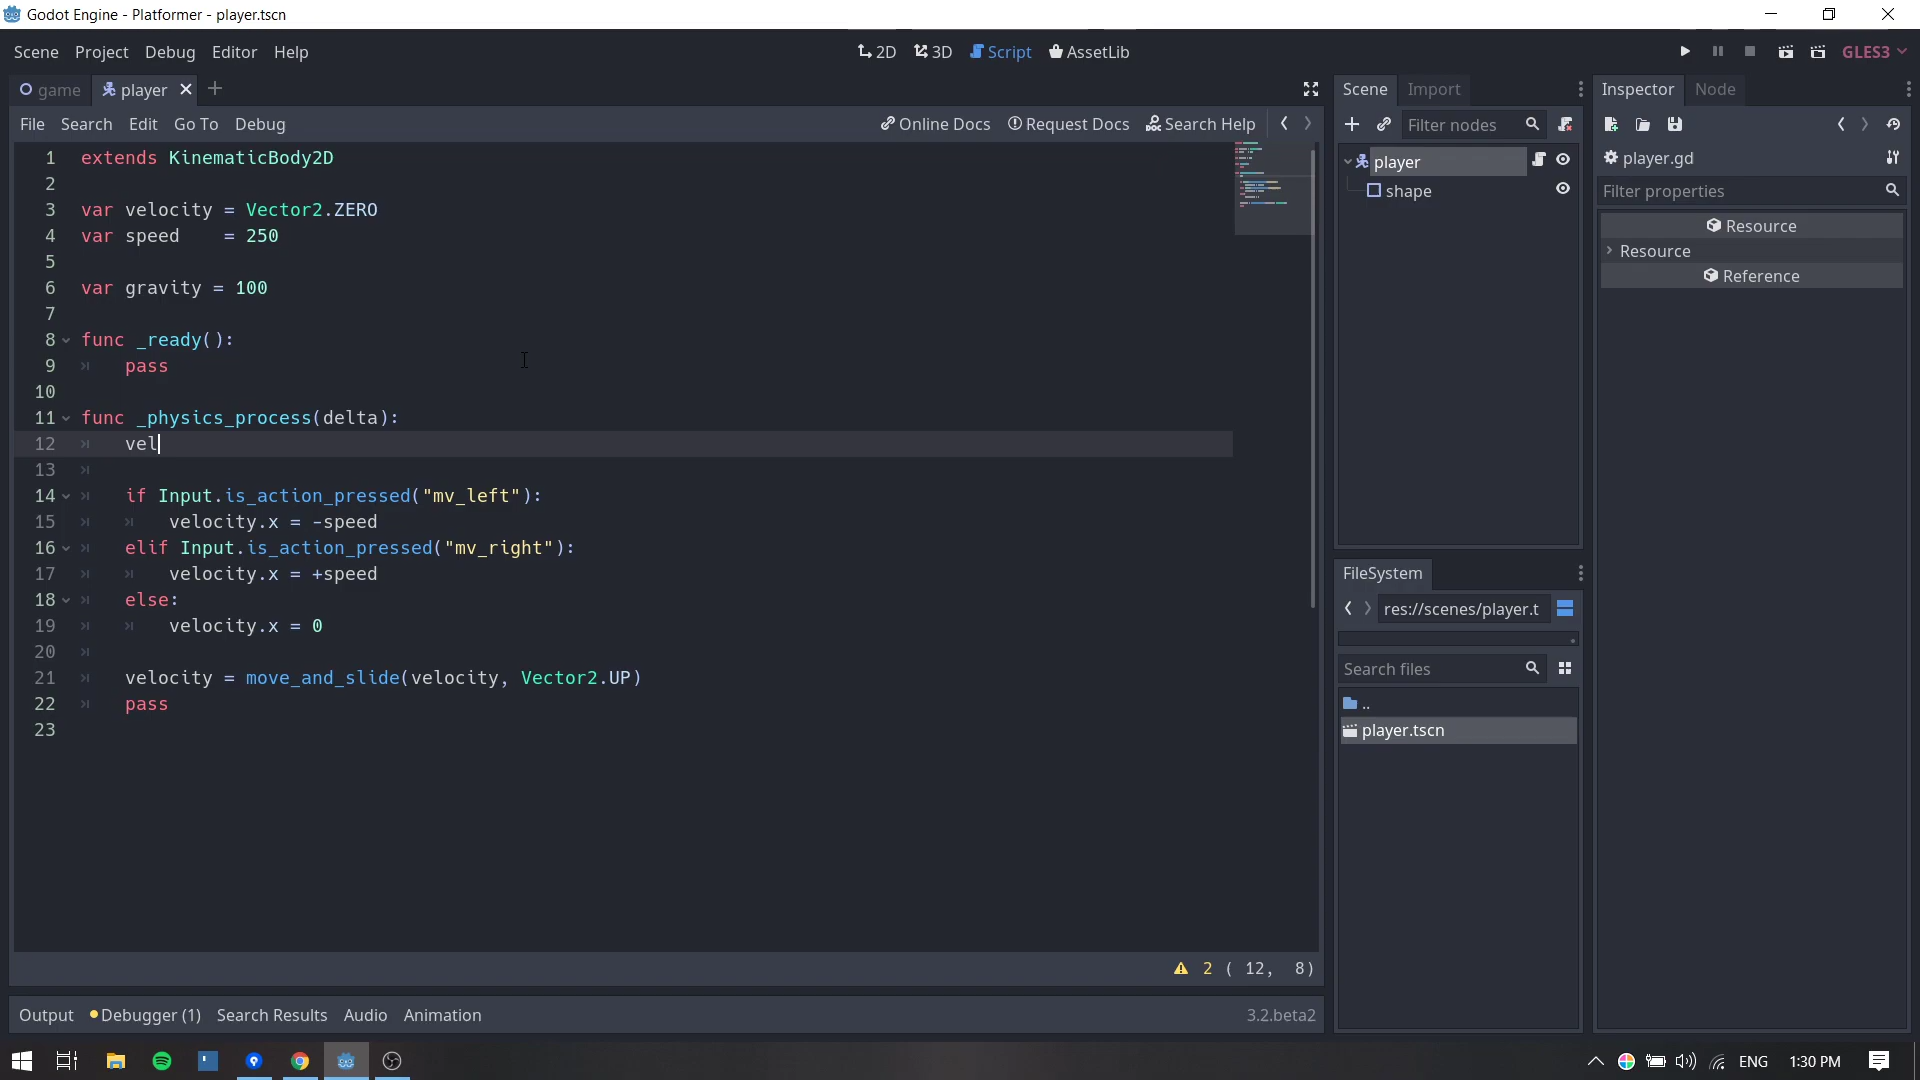 Godot Engine - Platformer - player.tscn
Scene Project Debug Editor Help
2D 3D Script AssetLib
GLES3
game player
Scene Import
Inspector Node
File Search Edit Go To Debug
Online Docs Request Docs Search Help
Filter nodes
player
shape
player.gd
Filter properties
Resource
Resource
Reference
1 extends KinematicBody2D
2
3 var velocity = Vector2.ZERO
4 var speed    = 250
5
6 var gravity = 100
7
8 func _ready():
9 pass
10
11 func _physics_process(delta):
12 vel
13
14 if Input.is_action_pressed("mv_left"):
15 velocity.x = -speed
16 elif Input.is_action_pressed("mv_right"):
17 velocity.x = +speed
18 else:
19 velocity.x = 0
20
21 velocity = move_and_slide(velocity, Vector2.UP)
22 pass
23
2 ( 12, 8)
FileSystem
res://scenes/player.t
Search files
..
player.tscn
Output Debugger (1) Search Results Audio Animation
3.2.beta2
ENG 1:30 PM